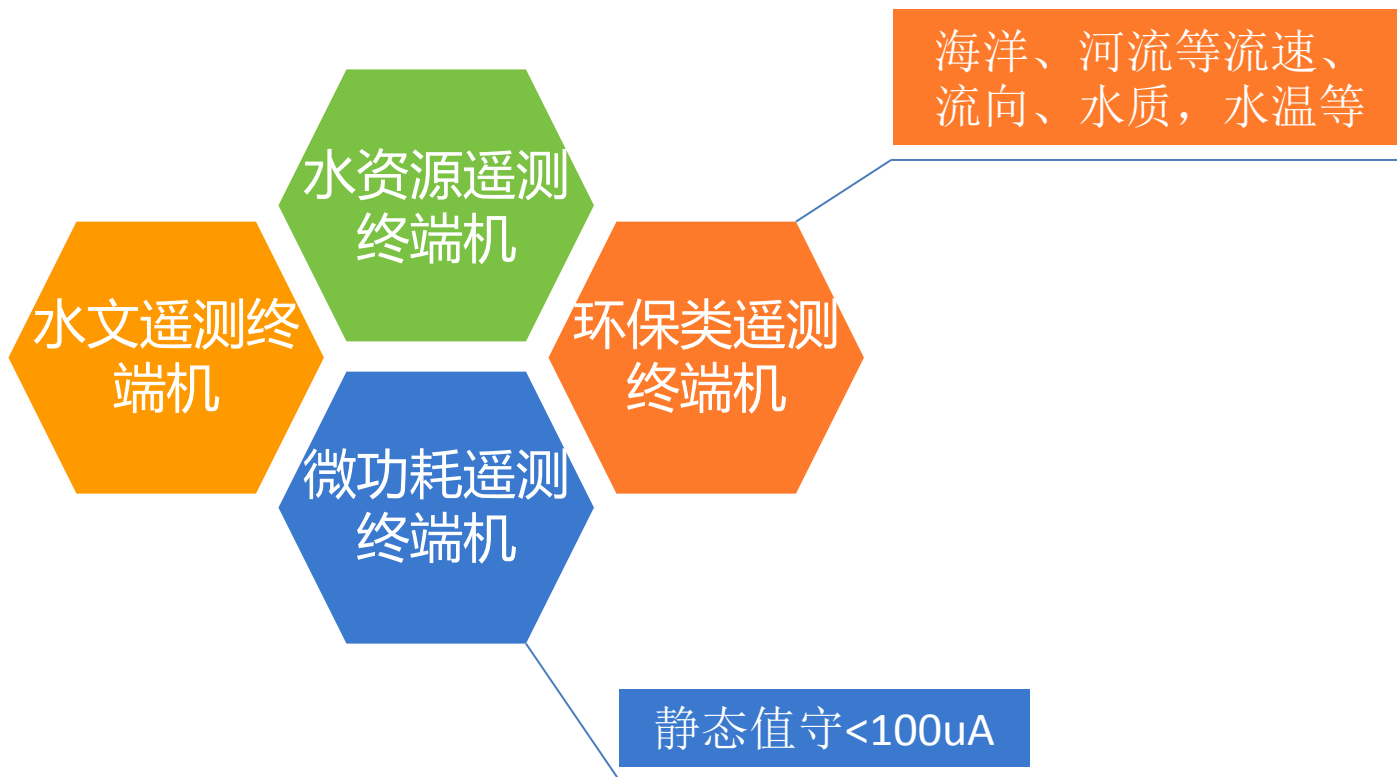 海洋、河流等流速、
流向、水质，水温等
水资源遥测
终端机
水文遥测终
端机
环保类遥测
终端机
微功耗遥测
终端机
静态值守<100uA